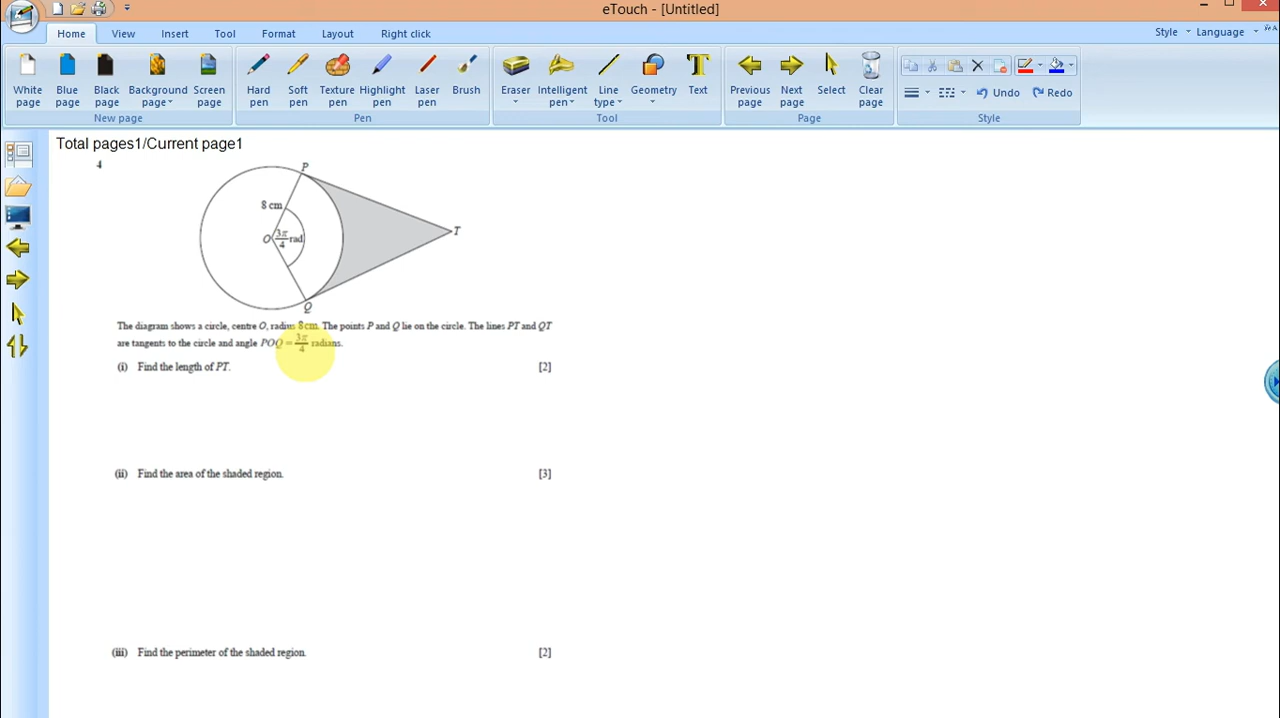 eTouch - [Untitled]
Home View Insert Tool Format Layout Right click Style Language
White page Blue page Black page Background page Screen page Hard pen Soft pen Texture pen Highlight pen Laser pen Brush Eraser Intelligent pen Line type Geometry Text Previous page Next page Select Clear page Undo Redo
New page Pen Tool Page Style
Total pages1/Current page1
4
P
8 cm
O 3π/4 rad
T
Q
The diagram shows a circle, centre O, radius 8 cm. The points P and Q lie on the circle. The lines PT and QT
are tangents to the circle and angle POQ = 3π/4 radians.
(i) Find the length of PT. [2]
(ii) Find the area of the shaded region. [3]
(iii) Find the perimeter of the shaded region. [2]